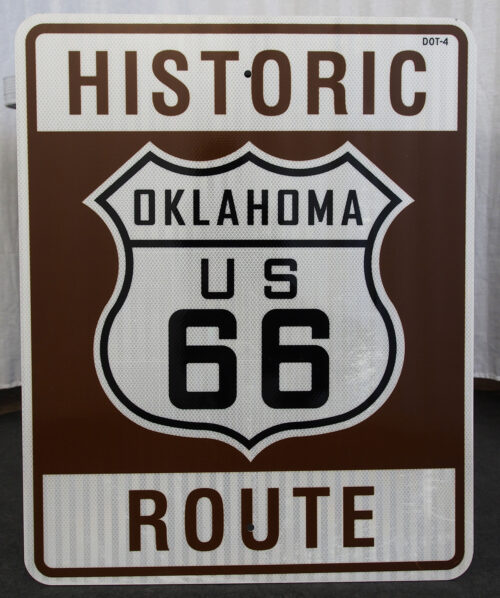 DOT-4
HISTORIC
OKLAHOMA
US
66
ROUTE